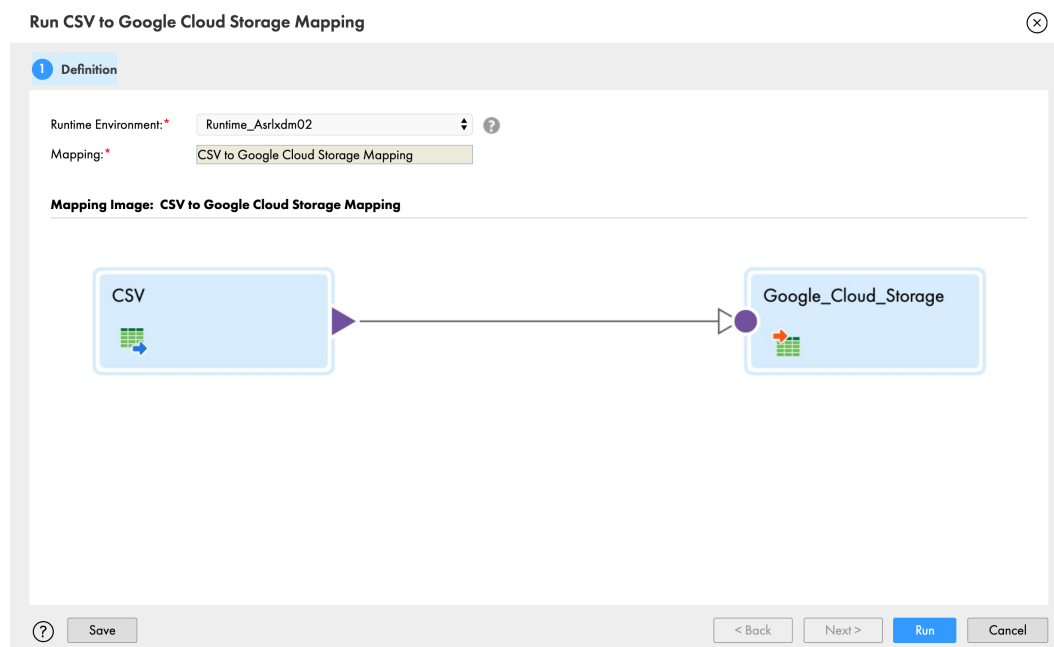 Run CSV to Google Cloud Storage Mapping
1 Definition
Runtime Environment:* Runtime_Asrlxdm02 ?
Mapping:* CSV to Google Cloud Storage Mapping
Mapping Image: CSV to Google Cloud Storage Mapping
CSV
Google_Cloud_Storage
? Save < Back Next > Run Cancel